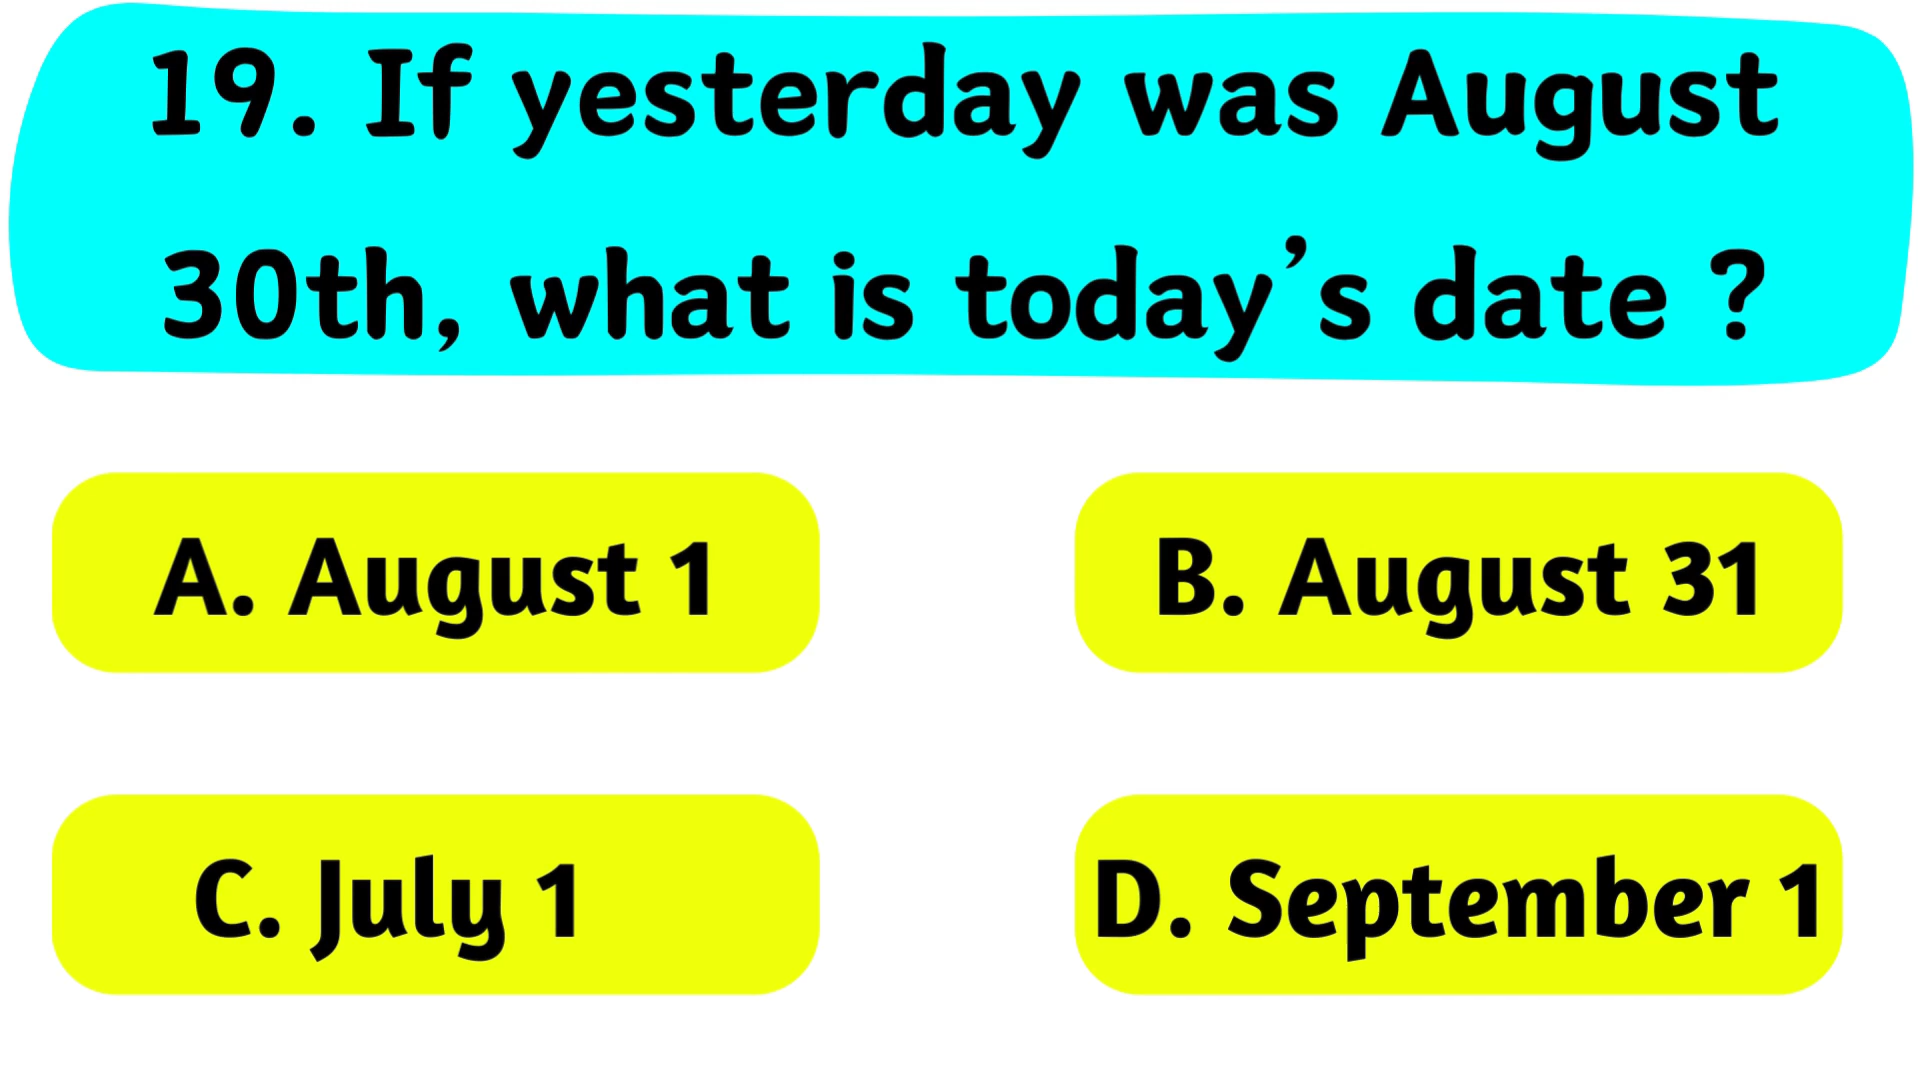 19. If yesterday was August
30th, what is today’s date ?
A. August 1
B. August 31
C. July 1
D. September 1